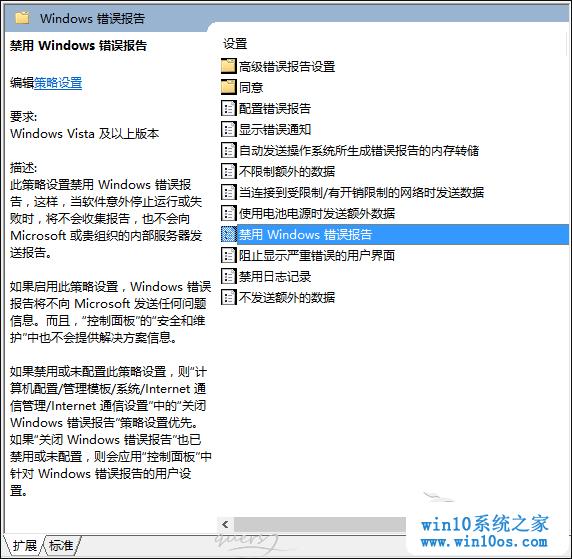 Windows 错误报告
禁用 Windows 错误报告
编辑策略设置
要求:
Windows Vista 及以上版本
描述:
此策略设置禁用 Windows 错误报
告，这样，当软件意外停止运行或失
败时，将不会收集报告，也不会向
Microsoft 或贵组织的内部服务器发
送报告。
如果启用此策略设置，Windows 错误
报告将不向 Microsoft 发送任何问题
信息。而且，“控制面板”的“安全和维
护”中也不会提供解决方案信息。
如果禁用或未配置此策略设置，则“计
算机配置/管理模板/系统/Internet 通
信管理/Internet 通信设置”中的“关闭
Windows 错误报告”策略设置优先。
如果“关闭 Windows 错误报告”也已
禁用或未配置，则会应用“控制面板”中
针对 Windows 错误报告的用户设
置。
设置
高级错误报告设置
同意
配置错误报告
显示错误通知
自动发送操作系统所生成错误报告的内存转储
不限制额外的数据
当连接到受限制/有开销限制的网络时发送数据
使用电池电源时发送额外数据
禁用 Windows 错误报告
阻止显示严重错误的用户界面
禁用日志记录
不发送额外的数据
扩展
标准
win10系统之家
www.win10os.com